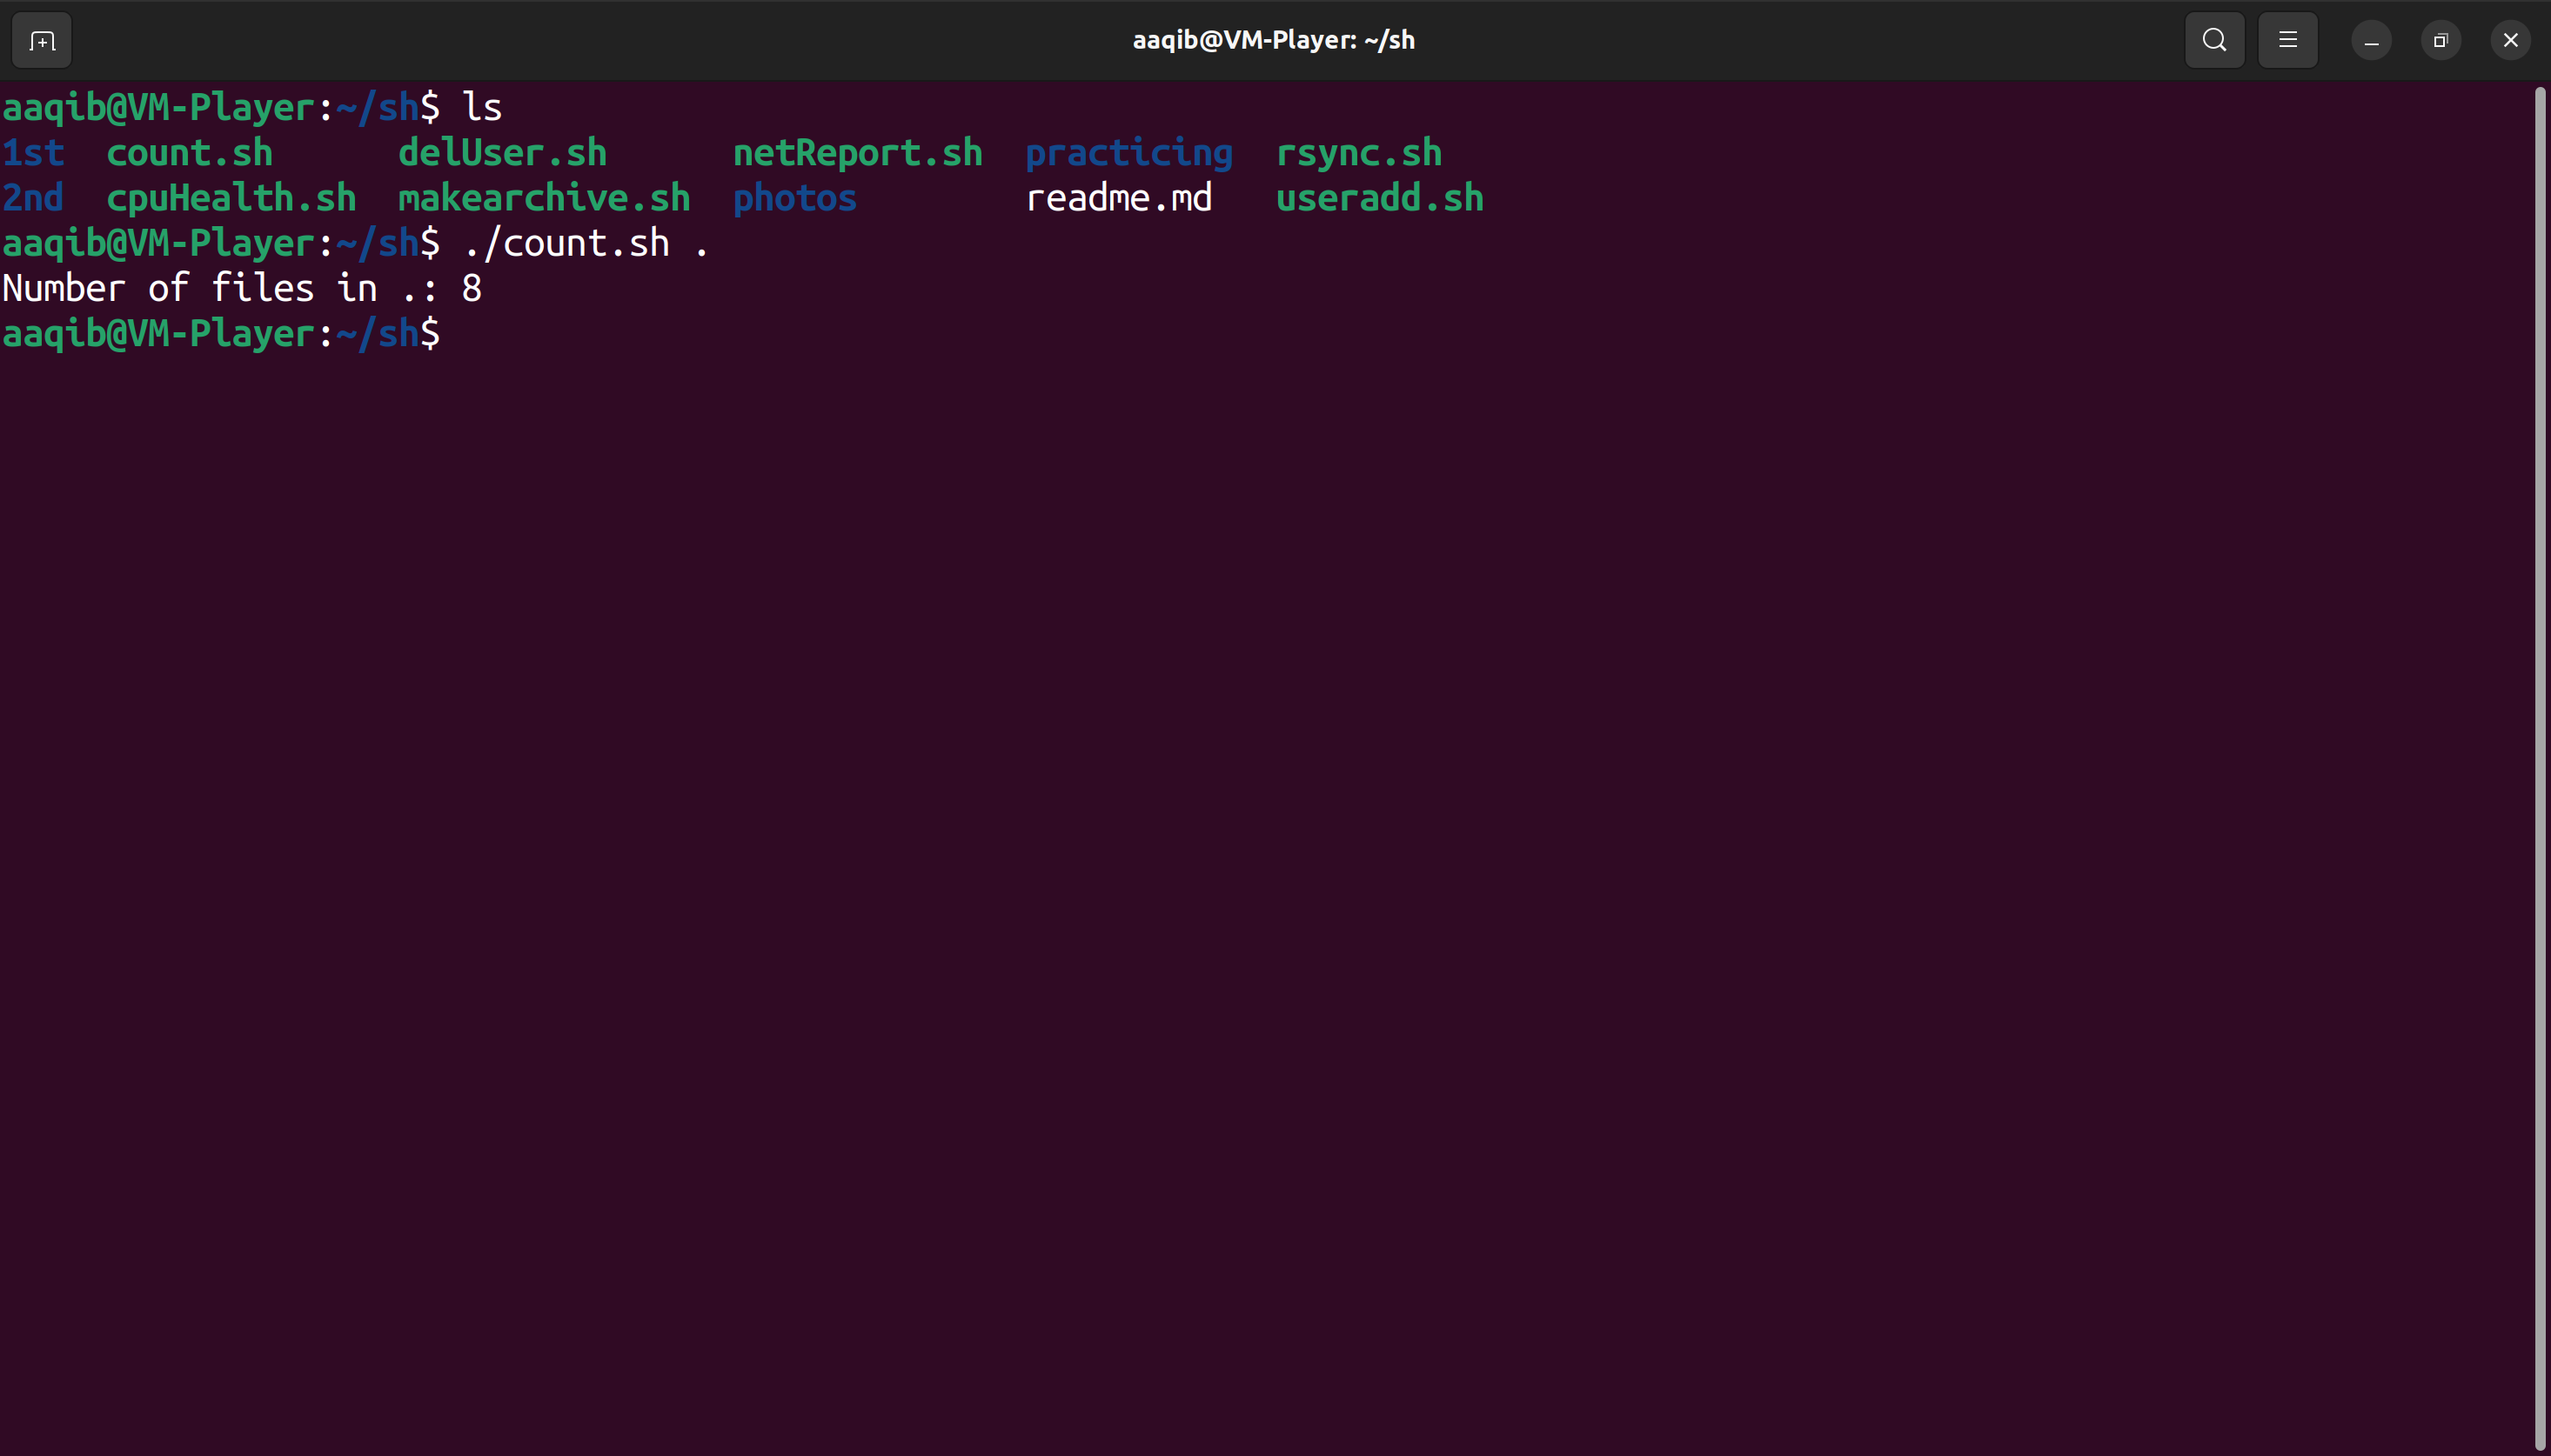 aaqib@VM-Player: ~/sh
aaqib@VM-Player:~/sh$ ls
1st  count.sh      delUser.sh      netReport.sh  practicing  rsync.sh
2nd  cpuHealth.sh  makearchive.sh  photos        readme.md   useradd.sh
aaqib@VM-Player:~/sh$ ./count.sh .
Number of files in .: 8
aaqib@VM-Player:~/sh$